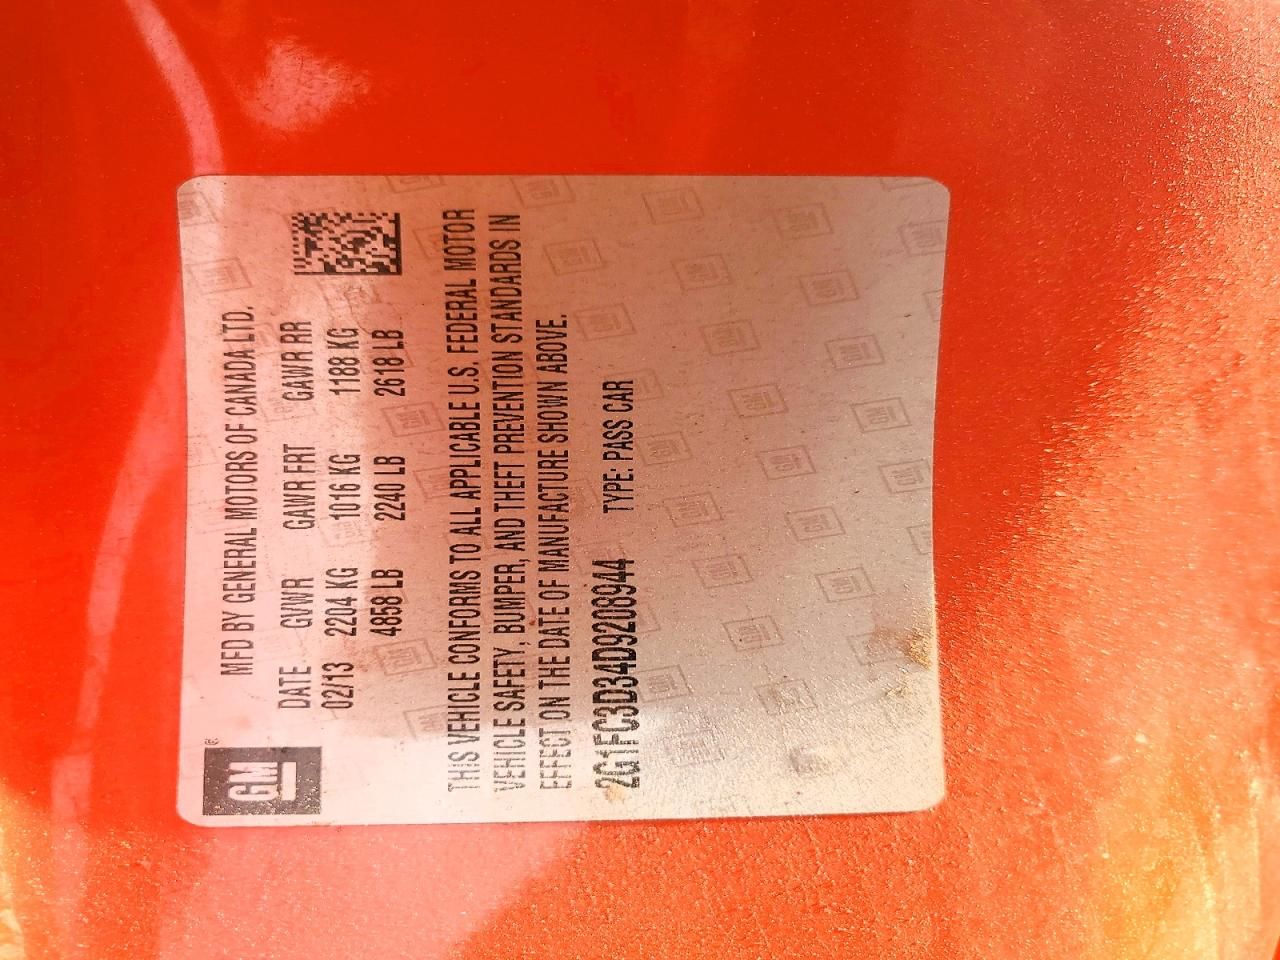 GM®
MFD BY GENERAL MOTORS OF CANADA LTD.
DATE GVWR GAWR FRT GAWR RR
02/13 2204 KG 1016 KG 1188 KG
4858 LB 2240 LB 2618 LB
THIS VEHICLE CONFORMS TO ALL APPLICABLE U.S. FEDERAL MOTOR
VEHICLE SAFETY, BUMPER, AND THEFT PREVENTION STANDARDS IN
EFFECT ON THE DATE OF MANUFACTURE SHOWN ABOVE.
2G1FC3D34D9208944 TYPE: PASS CAR